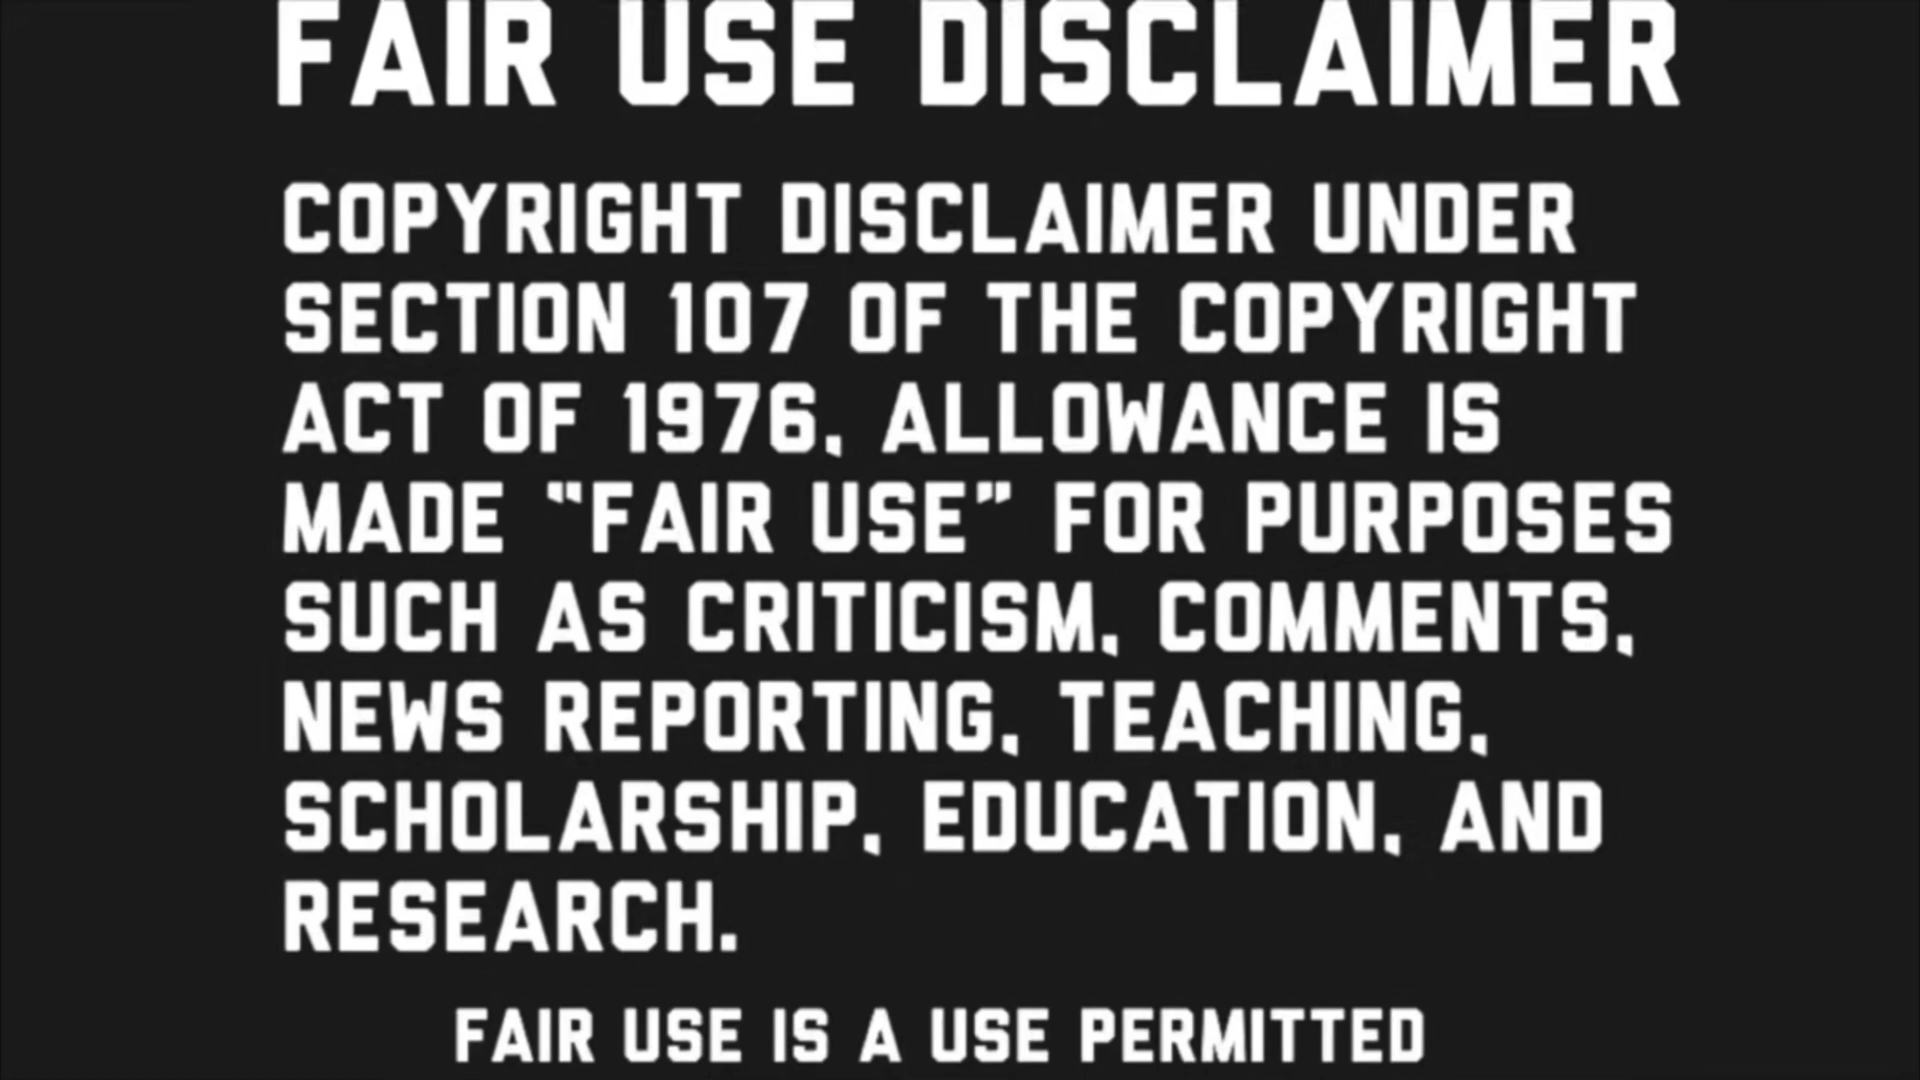 FAIR USE DISCLAIMER
COPYRIGHT DISCLAIMER UNDER
SECTION 107 OF THE COPYRIGHT
ACT OF 1976, ALLOWANCE IS
MADE "FAIR USE" FOR PURPOSES
SUCH AS CRITICISM, COMMENTS,
NEWS REPORTING, TEACHING,
SCHOLARSHIP, EDUCATION, AND
RESEARCH.
FAIR USE IS A USE PERMITTED